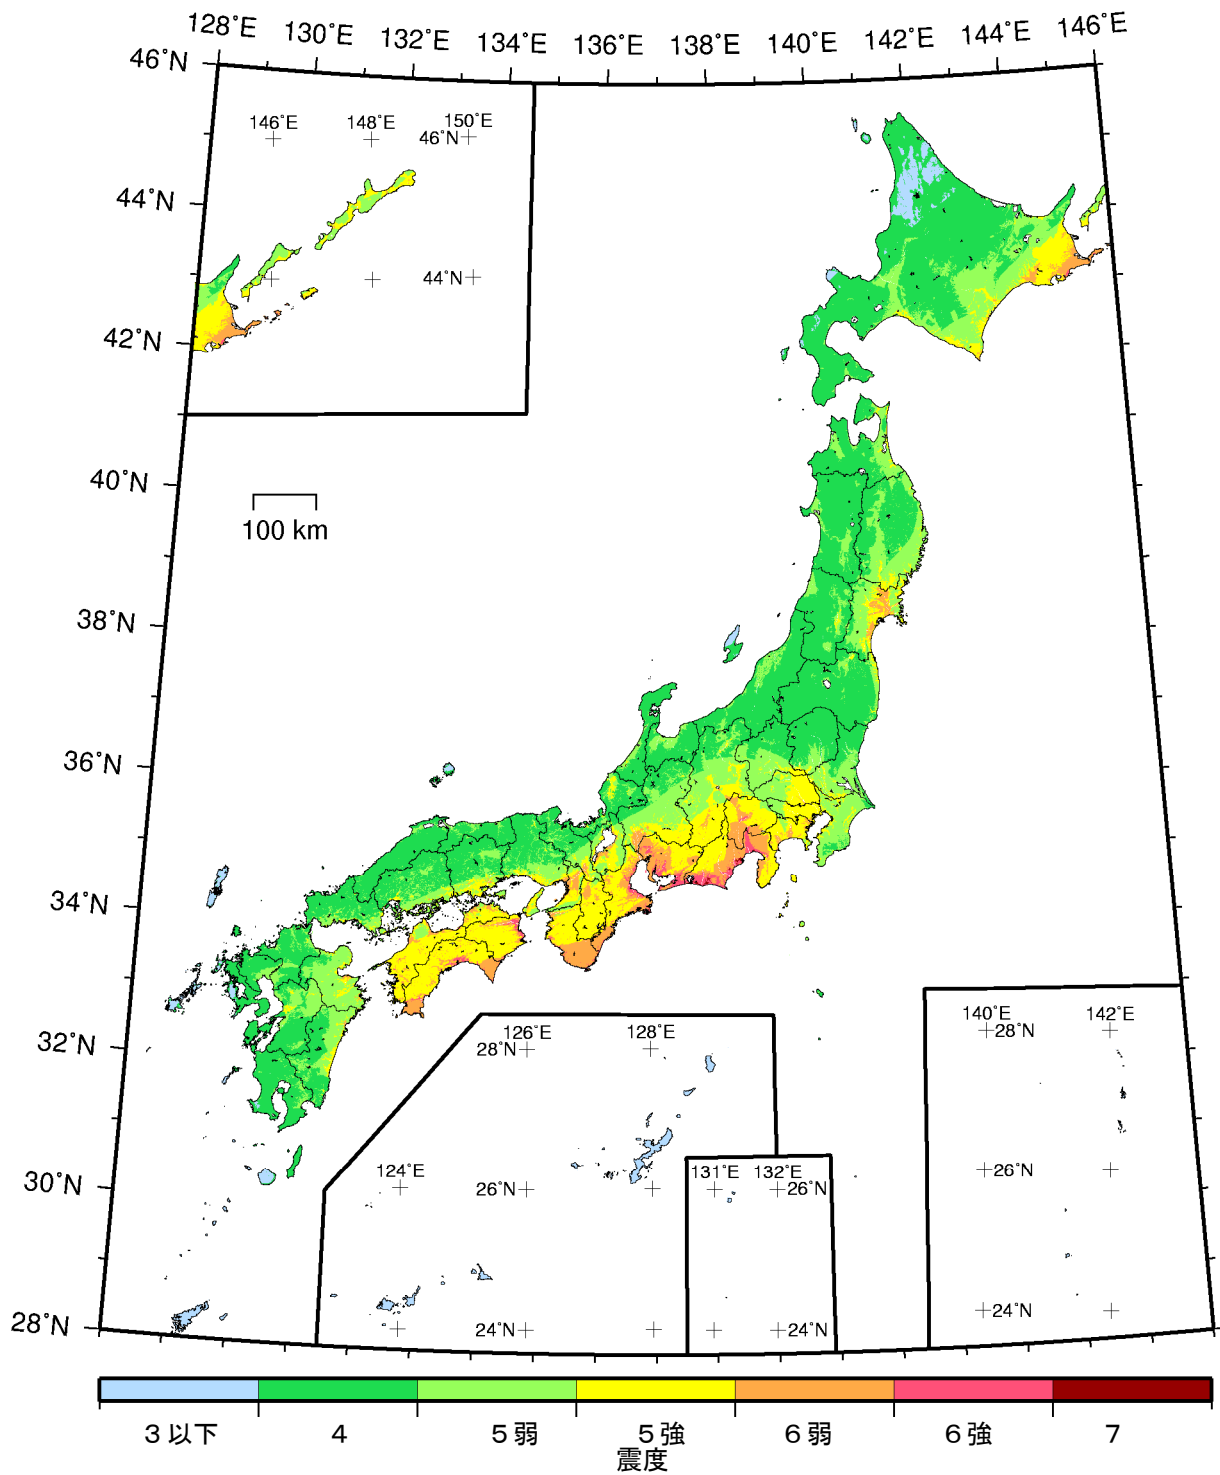 128°E 130°E 132°E 134°E 136°E 138°E 140°E 142°E 144°E 146°E
46°N
146°E 148°E 150°E
46°N
44°N
44°N
42°N
40°N
100 km
38°N
36°N
34°N
32°N
126°E 128°E
28°N
140°E 142°E
28°N
30°N
124°E
26°N
131°E 132°E
26°N
26°N
28°N
24°N
24°N
24°N
3以下 4 5弱 5強 6弱 6強 7
震度